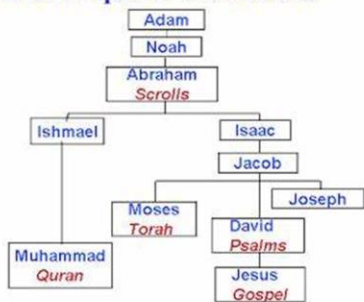 Adam
Noah
Abraham
Scrolls
Ishmael
Isaac
Jacob
Joseph
Moses
Torah
David
Psalms
Muhammad
Quran
Jesus
Gospel